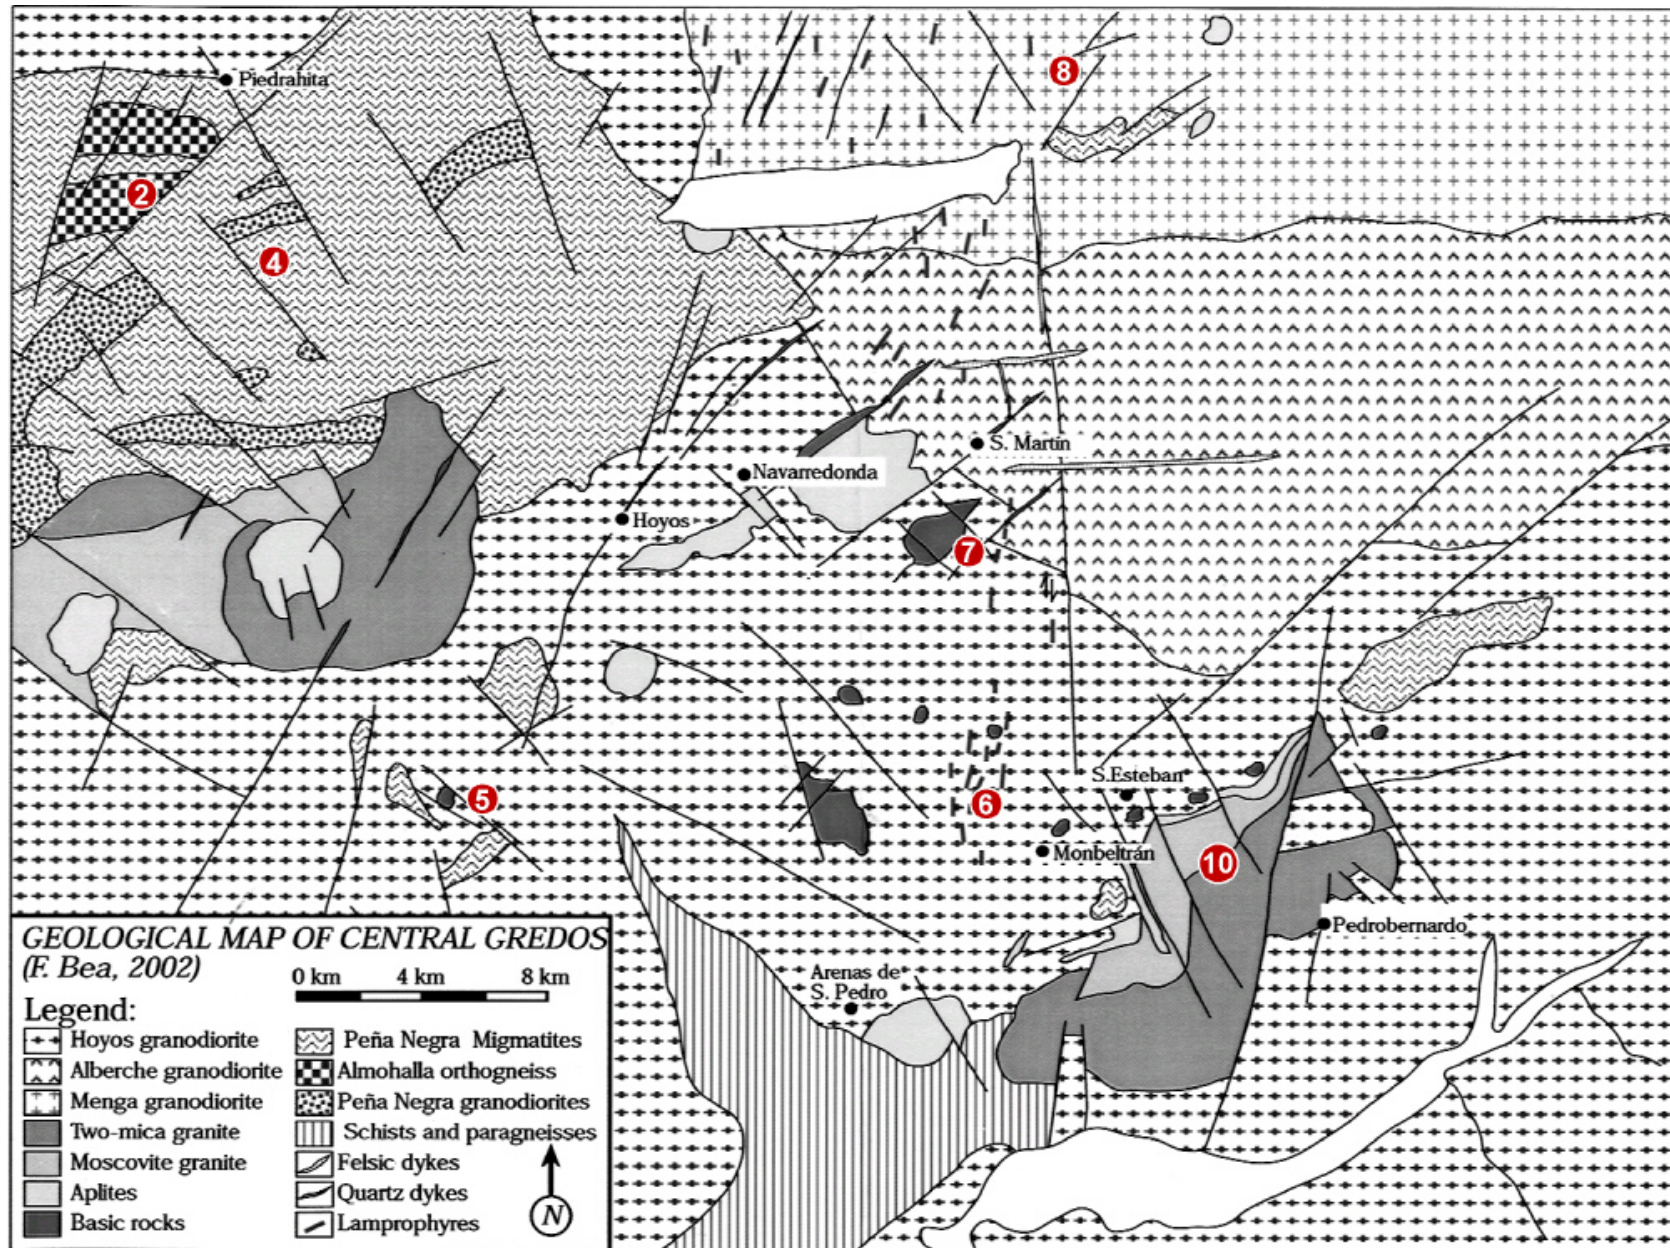 8
Piedrahita
2
4
S. Martín
Navarredonda
Hoyos
7
S.Esteban
5
6
Monbeltrán
10
Pedrobernardo
Arenas de
S. Pedro
GEOLOGICAL MAP OF CENTRAL GREDOS
(F. Bea, 2002)
0 km 4 km 8 km
Legend:
Hoyos granodiorite
Alberche granodiorite
Menga granodiorite
Two-mica granite
Moscovite granite
Aplites
Basic rocks
Peña Negra Migmatites
Almohalla orthogneiss
Peña Negra granodiorites
Schists and paragneisses
Felsic dykes
Quartz dykes
Lamprophyres
N